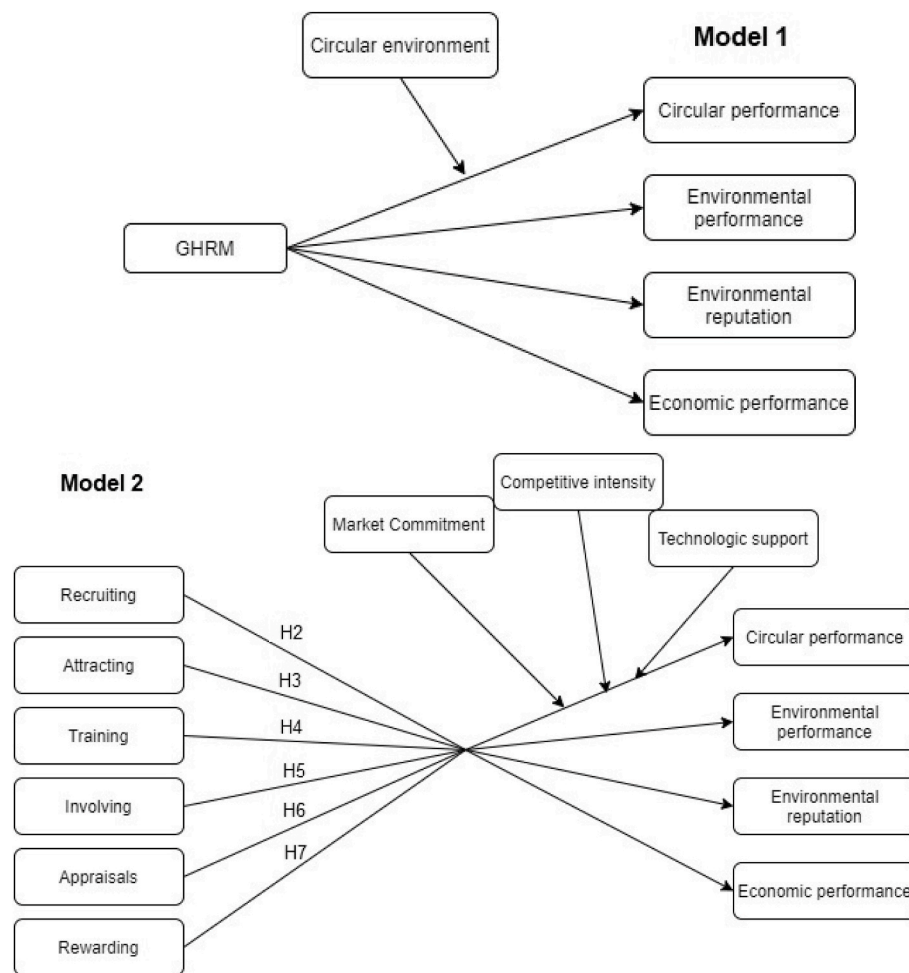 Model 1
Circular environment
Circular performance
Environmental
performance
GHRM
Environmental
reputation
Economic performance
Model 2
Competitive intensity
Market Commitment
Technologic support
Recruiting
H2
Circular performance
Attracting
H3
Environmental
performance
Training
H4
Involving
H5
Environmental
reputation
H6
Appraisals
H7
Economic performance
Rewarding